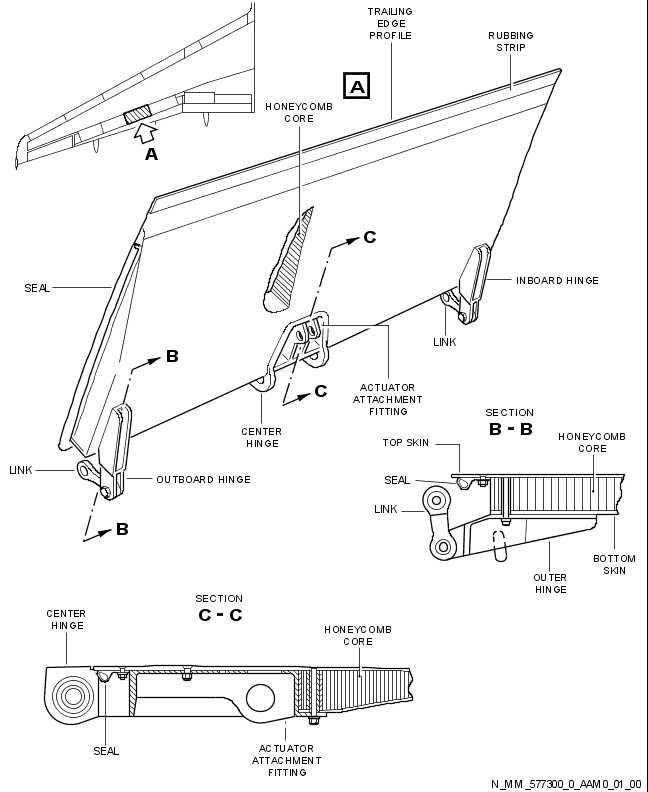 TRAILING
EDGE
PROFILE
RUBBING
STRIP
A
HONEYCOMB
CORE
A
C
SEAL
INBOARD HINGE
LINK
B
C
ACTUATOR
ATTACHMENT
FITTING
CENTER
HINGE
LINK
OUTBOARD HINGE
B
SECTION
B - B
TOP SKIN
HONEYCOMB
CORE
SEAL
LINK
BOTTOM
SKIN
OUTER
HINGE
SECTION
C - C
CENTER
HINGE
HONEYCOMB
CORE
SEAL
ACTUATOR
ATTACHMENT
FITTING
N_MM_577300_0_AAM0_01_00